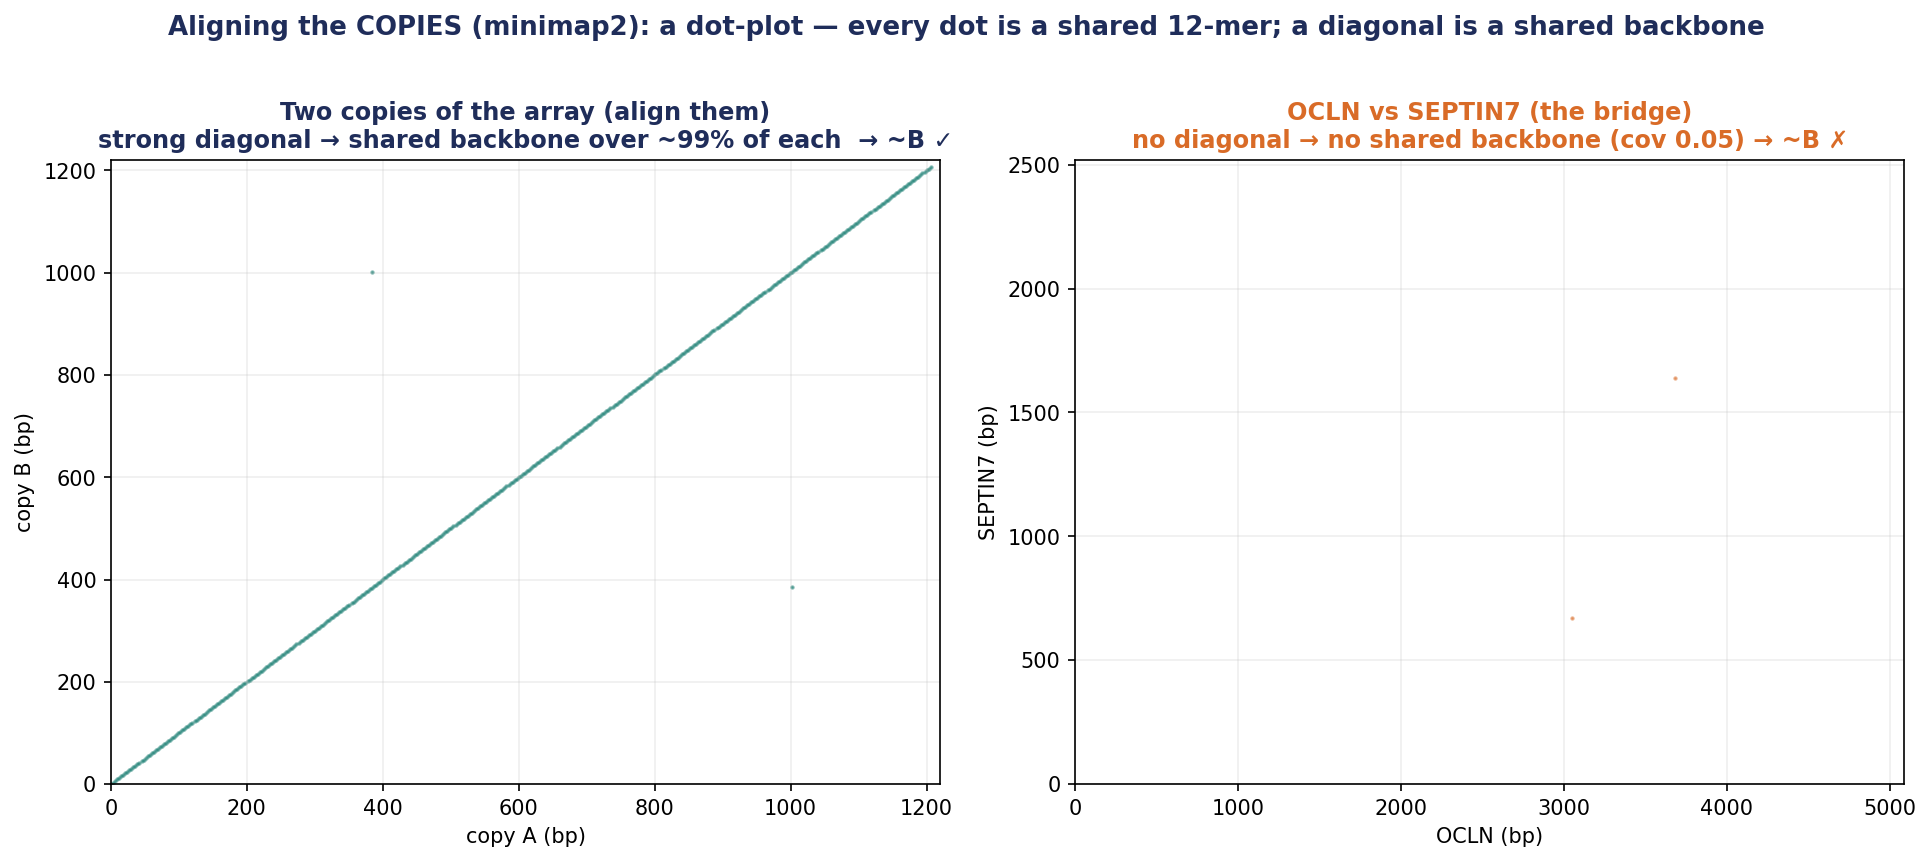 Aligning the COPIES (minimap2): a dot-plot — every dot is a shared 12-mer; a diagonal is a shared backbone
Two copies of the array (align them)
strong diagonal → shared backbone over ~99% of each → ~B ✓
1200
1000
800
600
400
200
0
copy B (bp)
0 200 400 600 800 1000 1200
copy A (bp)
OCLN vs SEPTIN7 (the bridge)
no diagonal → no shared backbone (cov 0.05) → ~B ✗
2500
2000
1500
1000
500
0
SEPTIN7 (bp)
0 1000 2000 3000 4000 5000
OCLN (bp)